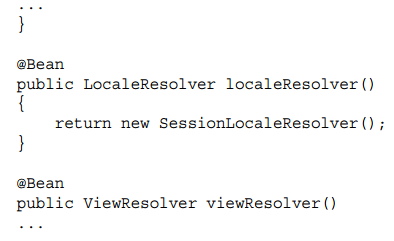 ...
}
@Bean
public LocaleResolver localeResolver()
{
    return new SessionLocaleResolver();
}
@Bean
public ViewResolver viewResolver()
...